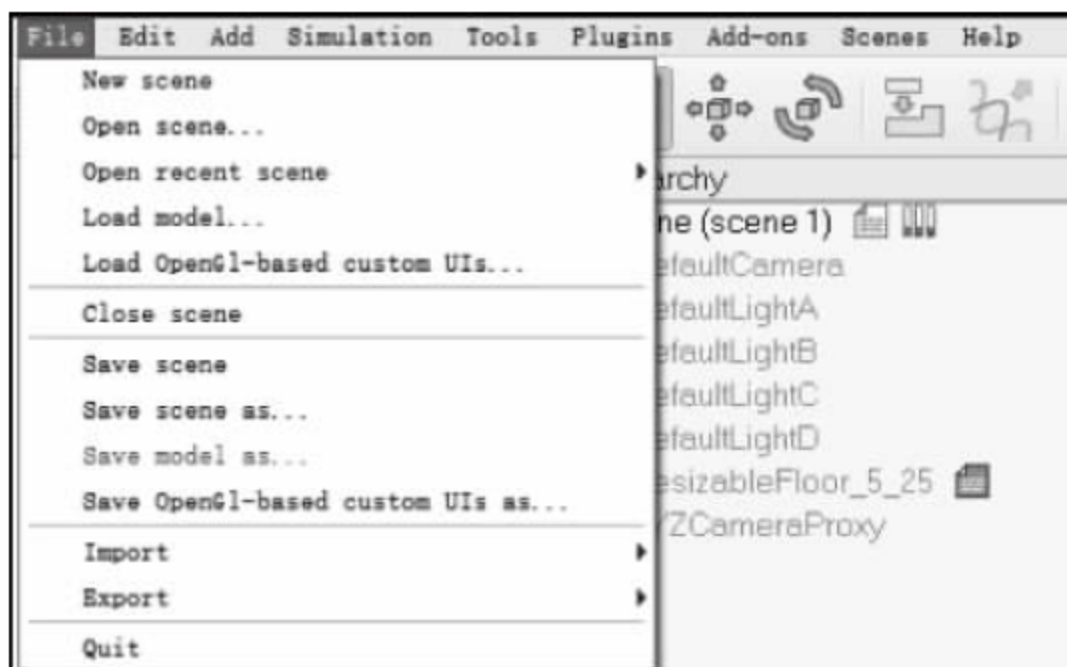 File Edit Add Simulation Tools Plugins Add-ons Scenes Help
New scene
Open scene...
Open recent scene
archy
Load model...
ne (scene 1)
Load OpenGl-based custom UIs...
efaultCamera
Close scene
efaultLightA
efaultLightB
Save scene
efaultLightC
Save scene as...
efaultLightD
Save model as...
esizableFloor_5_25
Save OpenGl-based custom UIs as...
YZCameraProxy
Import
Export
Quit